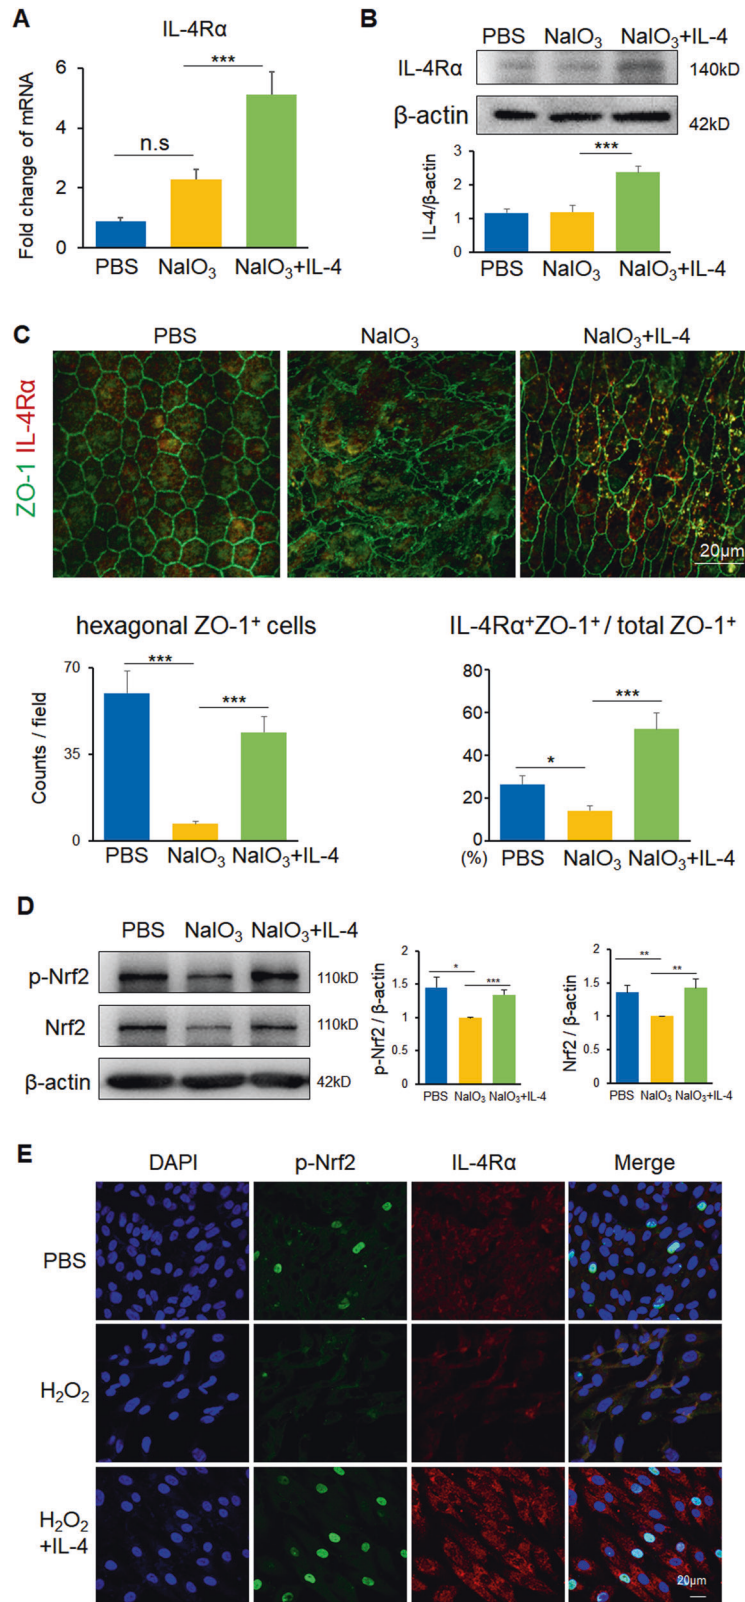 A
IL-4Rα
Fold change of mRNA
6
4
2
0
n.s
***
PBS
NaIO₃
NaIO₃+IL-4
B
PBS NaIO₃ NaIO₃+IL-4
IL-4Rα
140kD
β-actin
42kD
IL-4/β-actin
3
2
1
0
***
PBS NaIO₃ NaIO₃+IL-4
C
PBS NaIO₃ NaIO₃+IL-4
ZO-1 IL-4Rα
20μm
hexagonal ZO-1⁺ cells
Counts / field
70
35
0
***
***
PBS NaIO₃ NaIO₃+IL-4
IL-4Rα⁺ZO-1⁺ / total ZO-1⁺
80
60
40
20
0
(%)
*
***
PBS NaIO₃ NaIO₃+IL-4
D
PBS NaIO₃ NaIO₃+IL-4
p-Nrf2
110kD
Nrf2
110kD
β-actin
42kD
p-Nrf2 / β-actin
2
1.5
1
0.5
0
*
***
PBS NaIO₃ NaIO₃+IL-4
Nrf2 / β-actin
2
1.5
1
0.5
0
**
**
PBS NaIO₃ NaIO₃+IL-4
E
DAPI p-Nrf2 IL-4Rα Merge
PBS
H₂O₂
H₂O₂
+IL-4
20μm